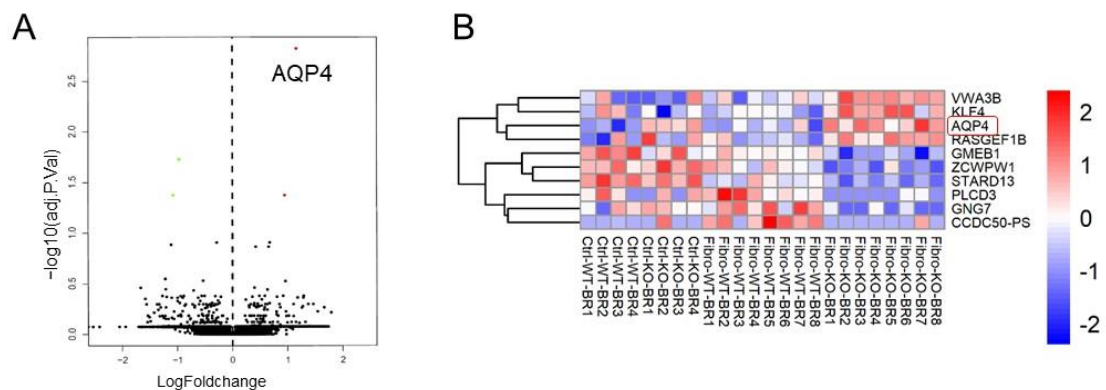 A
AQP4
−log10(adj.P.Val)
2.5
2.0
1.5
1.0
0.5
0.0
−2
−1
0
1
2
LogFoldchange
B
VWA3B
KLF4
AQP4
RASGEF1B
GMEB1
ZCWPW1
STARD13
PLCD3
GNG7
CCDC50-PS
Ctrl-WT-BR1
Ctrl-WT-BR2
Ctrl-WT-BR3
Ctrl-WT-BR4
Ctrl-KO-BR1
Ctrl-KO-BR2
Ctrl-KO-BR3
Ctrl-KO-BR4
Fibro-WT-BR1
Fibro-WT-BR2
Fibro-WT-BR3
Fibro-WT-BR4
Fibro-WT-BR5
Fibro-WT-BR6
Fibro-WT-BR7
Fibro-WT-BR8
Fibro-KO-BR1
Fibro-KO-BR2
Fibro-KO-BR3
Fibro-KO-BR4
Fibro-KO-BR5
Fibro-KO-BR6
Fibro-KO-BR7
Fibro-KO-BR8
2
1
0
-1
-2